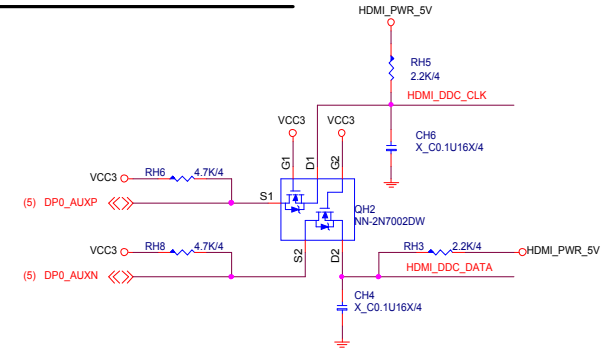 HDMI_PWR_5V
RH5
2.2K/4
HDMI_DDC_CLK
VCC3
VCC3
CH6
X_C0.1U16X/4
G1
D1
G2
VCC3
RH6
4.7K/4
S1
(5) DP0_AUXP
QH2
NN-2N7002DW
VCC3
RH8
4.7K/4
S2
D2
RH3
2.2K/4
HDMI_PWR_5V
(5) DP0_AUXN
HDMI_DDC_DATA
CH4
X_C0.1U16X/4